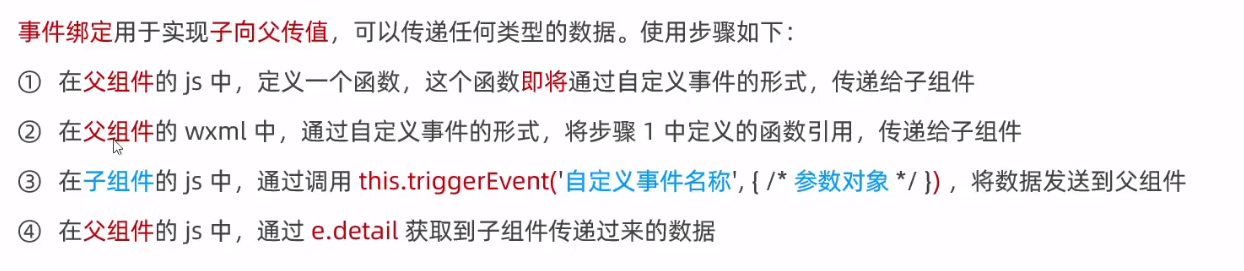 事件绑定用于实现子向父传值，可以传递任何类型的数据。使用步骤如下：
① 在父组件的 js 中，定义一个函数，这个函数即将通过自定义事件的形式，传递给子组件
② 在父组件的 wxml 中，通过自定义事件的形式，将步骤 1 中定义的函数引用，传递给子组件
③ 在子组件的 js 中，通过调用 this.triggerEvent('自定义事件名称', { /* 参数对象 */ }) ，将数据发送到父组件
④ 在父组件的 js 中，通过 e.detail 获取到子组件传递过来的数据